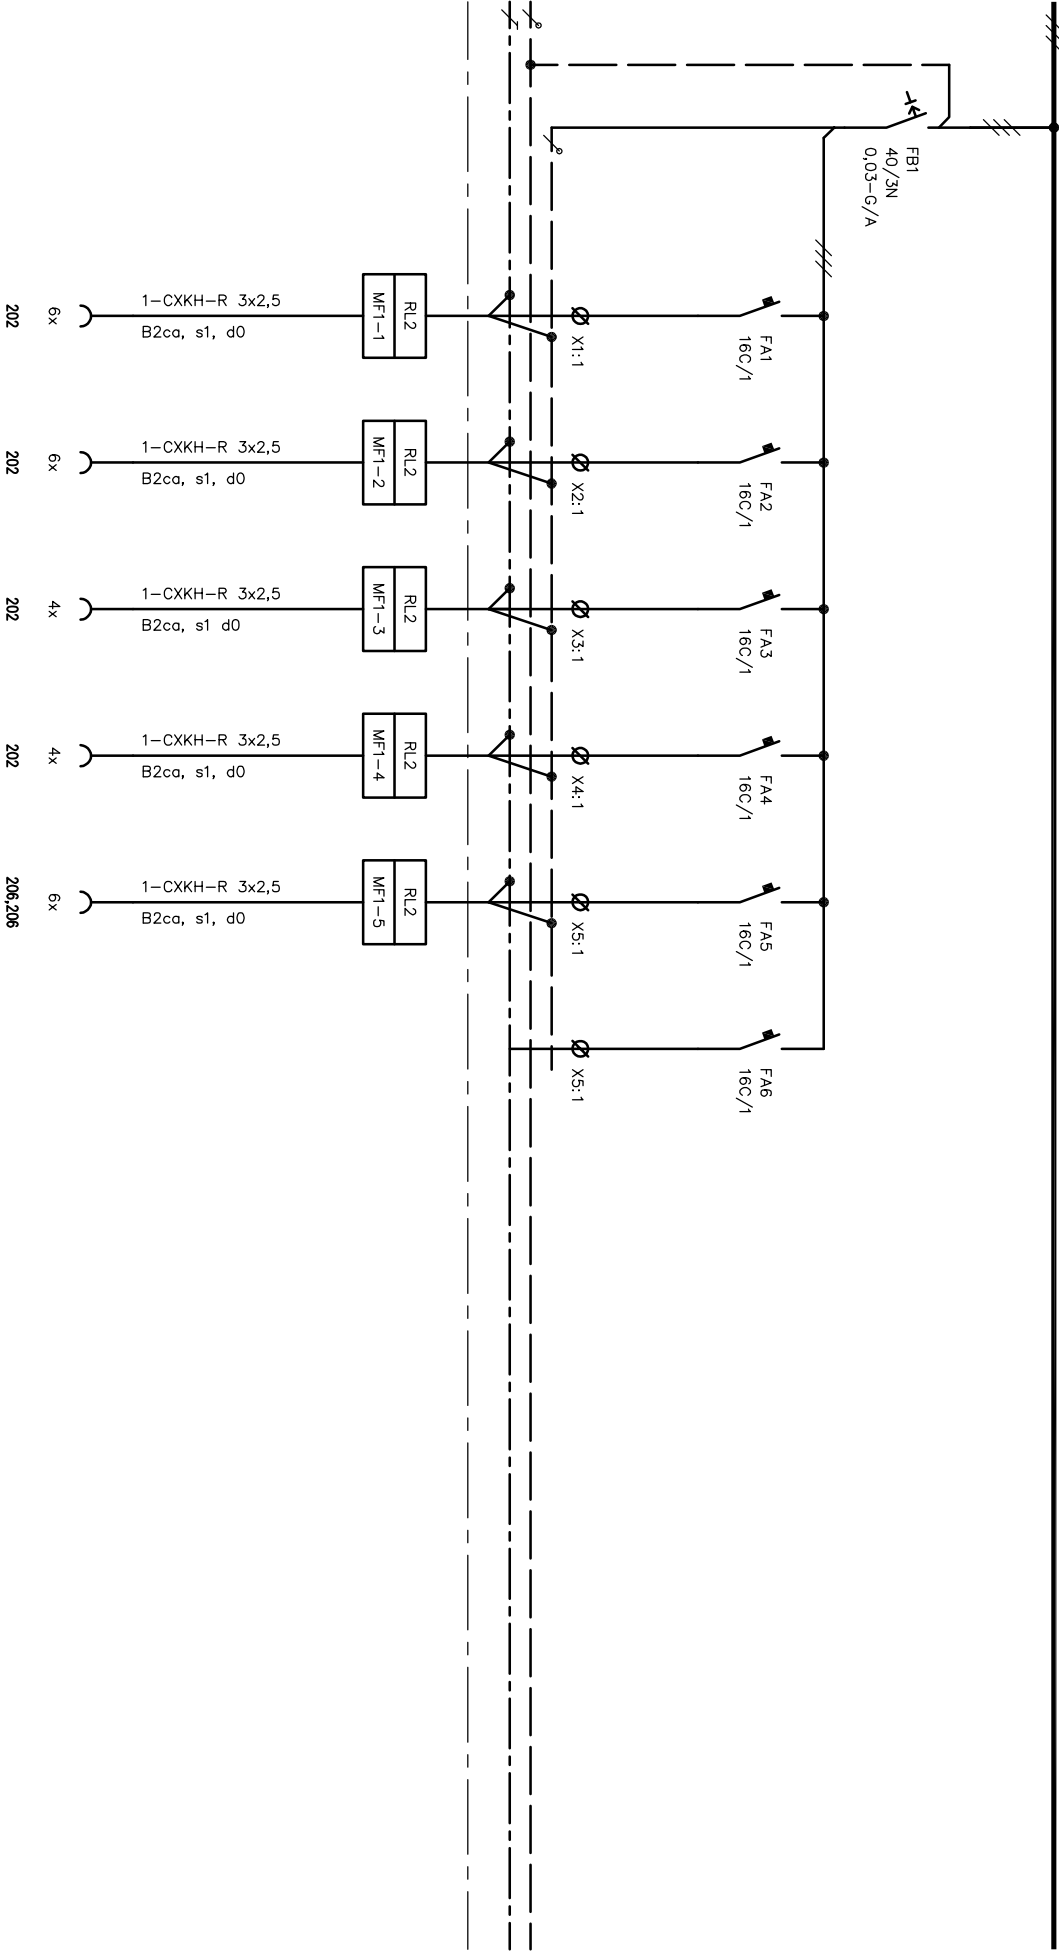 FB1
40/3N
0,03-G/A
FA1
16C/1
X1:1
RL2
MF1-1
1-CXKH-R 3x2,5
B2ca, s1, d0
6x
202
FA2
16C/1
X2:1
RL2
MF1-2
1-CXKH-R 3x2,5
B2ca, s1, d0
6x
202
FA3
16C/1
X3:1
RL2
MF1-3
1-CXKH-R 3x2,5
B2ca, s1 d0
4x
202
FA4
16C/1
X4:1
RL2
MF1-4
1-CXKH-R 3x2,5
B2ca, s1, d0
4x
202
FA5
16C/1
X5:1
RL2
MF1-5
1-CXKH-R 3x2,5
B2ca, s1, d0
6x
206,206
FA6
16C/1
X5:1